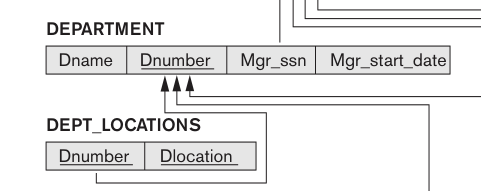 DEPARTMENT
Dname Dnumber Mgr_ssn Mgr_start_date
DEPT_LOCATIONS
Dnumber Dlocation